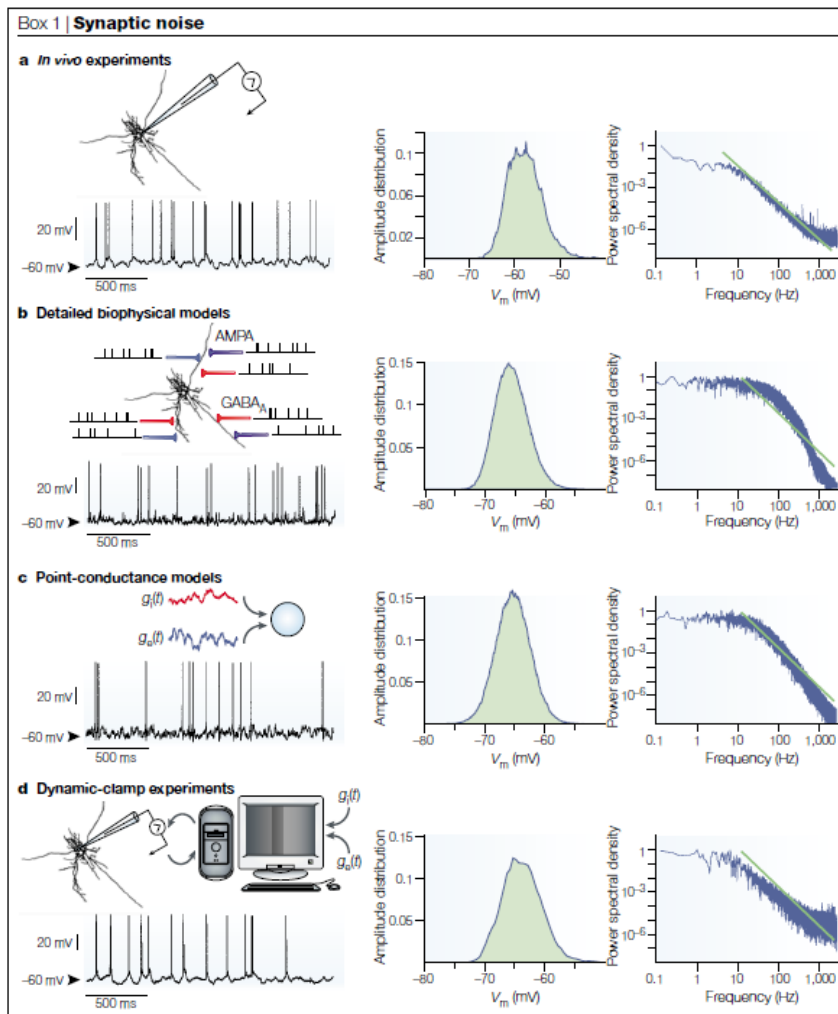 Box 1 | Synaptic noise
a In vivo experiments
20 mV
–60 mV
500 ms
Amplitude distribution
0.1
0.06
0.02
–80
–70
–60
–50
Vm (mV)
Power spectral density
1
10–3
10–6
0.1
10
100
1,000
Frequency (Hz)
b Detailed biophysical models
AMPA
GABAA
20 mV
–60 mV
500 ms
Amplitude distribution
0.15
0.1
0.05
–80
–70
–60
Vm (mV)
Power spectral density
1
10–3
10–6
0.1
1
10
100
1,000
Frequency (Hz)
c Point-conductance models
gi(t)
ge(t)
20 mV
–60 mV
500 ms
Amplitude distribution
0.15
0.1
0.05
–80
–70
–60
Vm (mV)
Power spectral density
1
10–3
10–6
0.1
1
10
100
1,000
Frequency (Hz)
d Dynamic-clamp experiments
gi(t)
ge(t)
20 mV
–60 mV
500 ms
Amplitude distribution
0.15
0.1
0.05
–80
–70
–60
Vm (mV)
Power spectral density
1
10–3
10–6
0.1
1
10
100
1,000
Frequency (Hz)